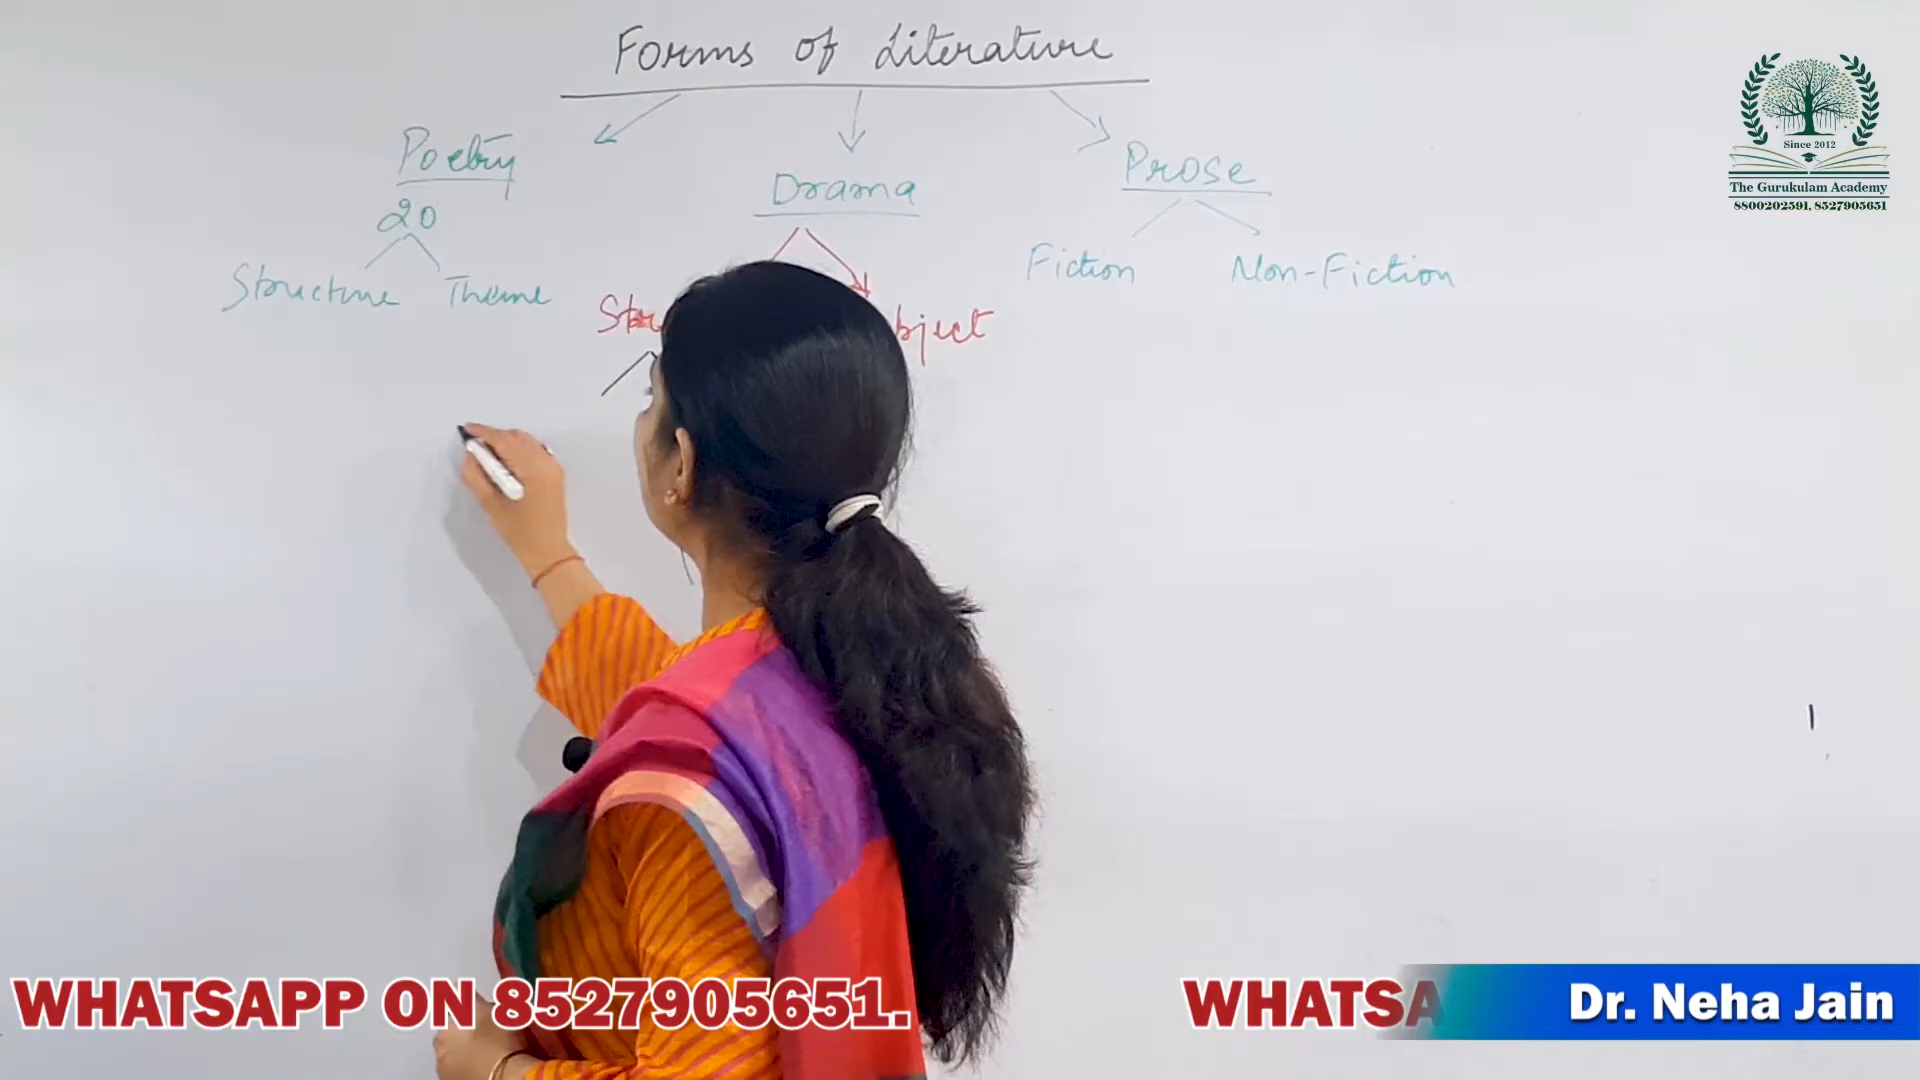 Forms of Literature
Poetry
Drama
Prose
20
Structure Theme
Fiction Non-Fiction
Since 2012
The Gurukulam Academy
8800202591, 8527905651
WHATSAPP ON 8527905651.
WHATSA
Dr. Neha Jain